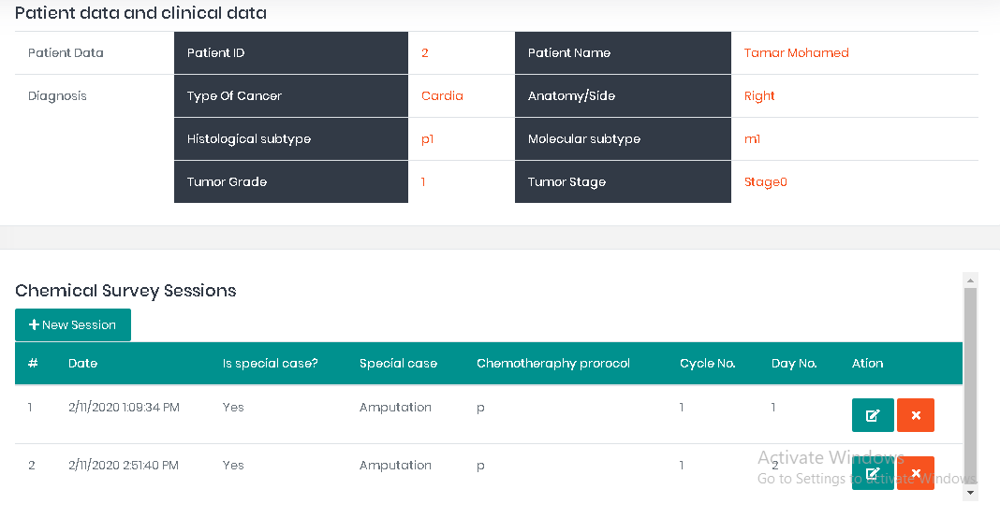 Patient data and clinical data
Patient Data Patient ID 2 Patient Name Tamar Mohamed
Diagnosis Type Of Cancer Cardia Anatomy/Side Right
Histological subtype p1 Molecular subtype m1
Tumor Grade 1 Tumor Stage Stage0
Chemical Survey Sessions
+ New Session
# Date Is special case? Special case Chemotheraphy prorocol Cycle No. Day No. Ation
1 2/11/2020 1:09:34 PM Yes Amputation p 1 1
2 2/11/2020 2:51:40 PM Yes Amputation p 1 2
Activate Windows
Go to Settings to activate Windows.